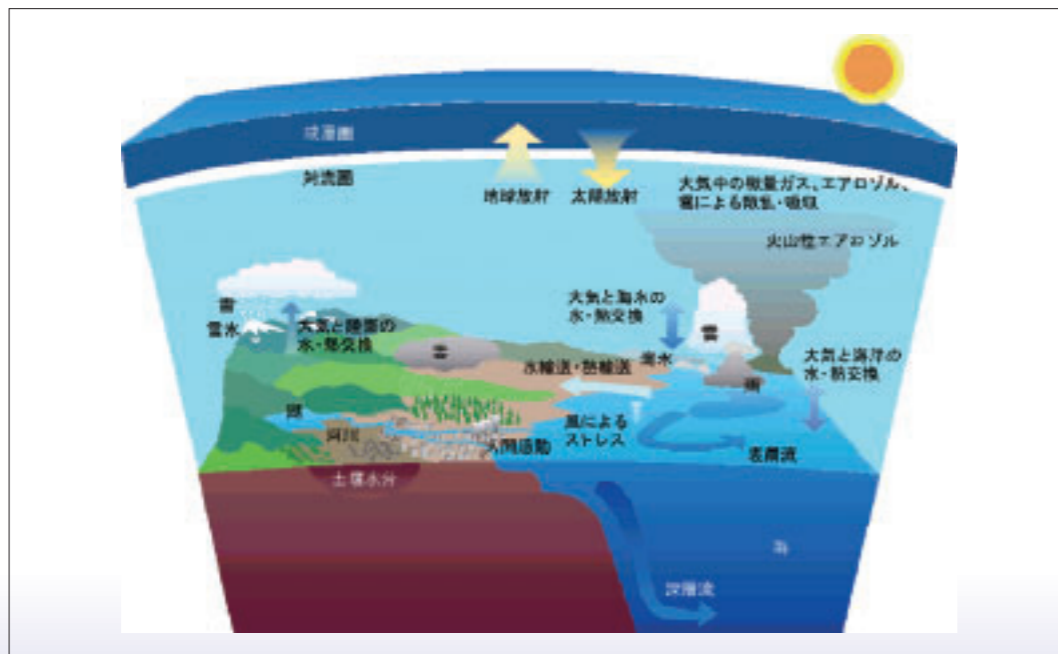 成層圏
対流圏
地球放射
太陽放射
大気中の微量ガス、エアロゾル、
雲による散乱・吸収
火山性エアロゾル
雪
雪氷
大気と陸面の
水・熱交換
雲
大気と海氷の
水・熱交換
雲
海氷
水輸送・熱輸送
雨
大気と海洋の
水・熱交換
河川
人間活動
風による
ストレス
表層流
土壌水分
海
深層流